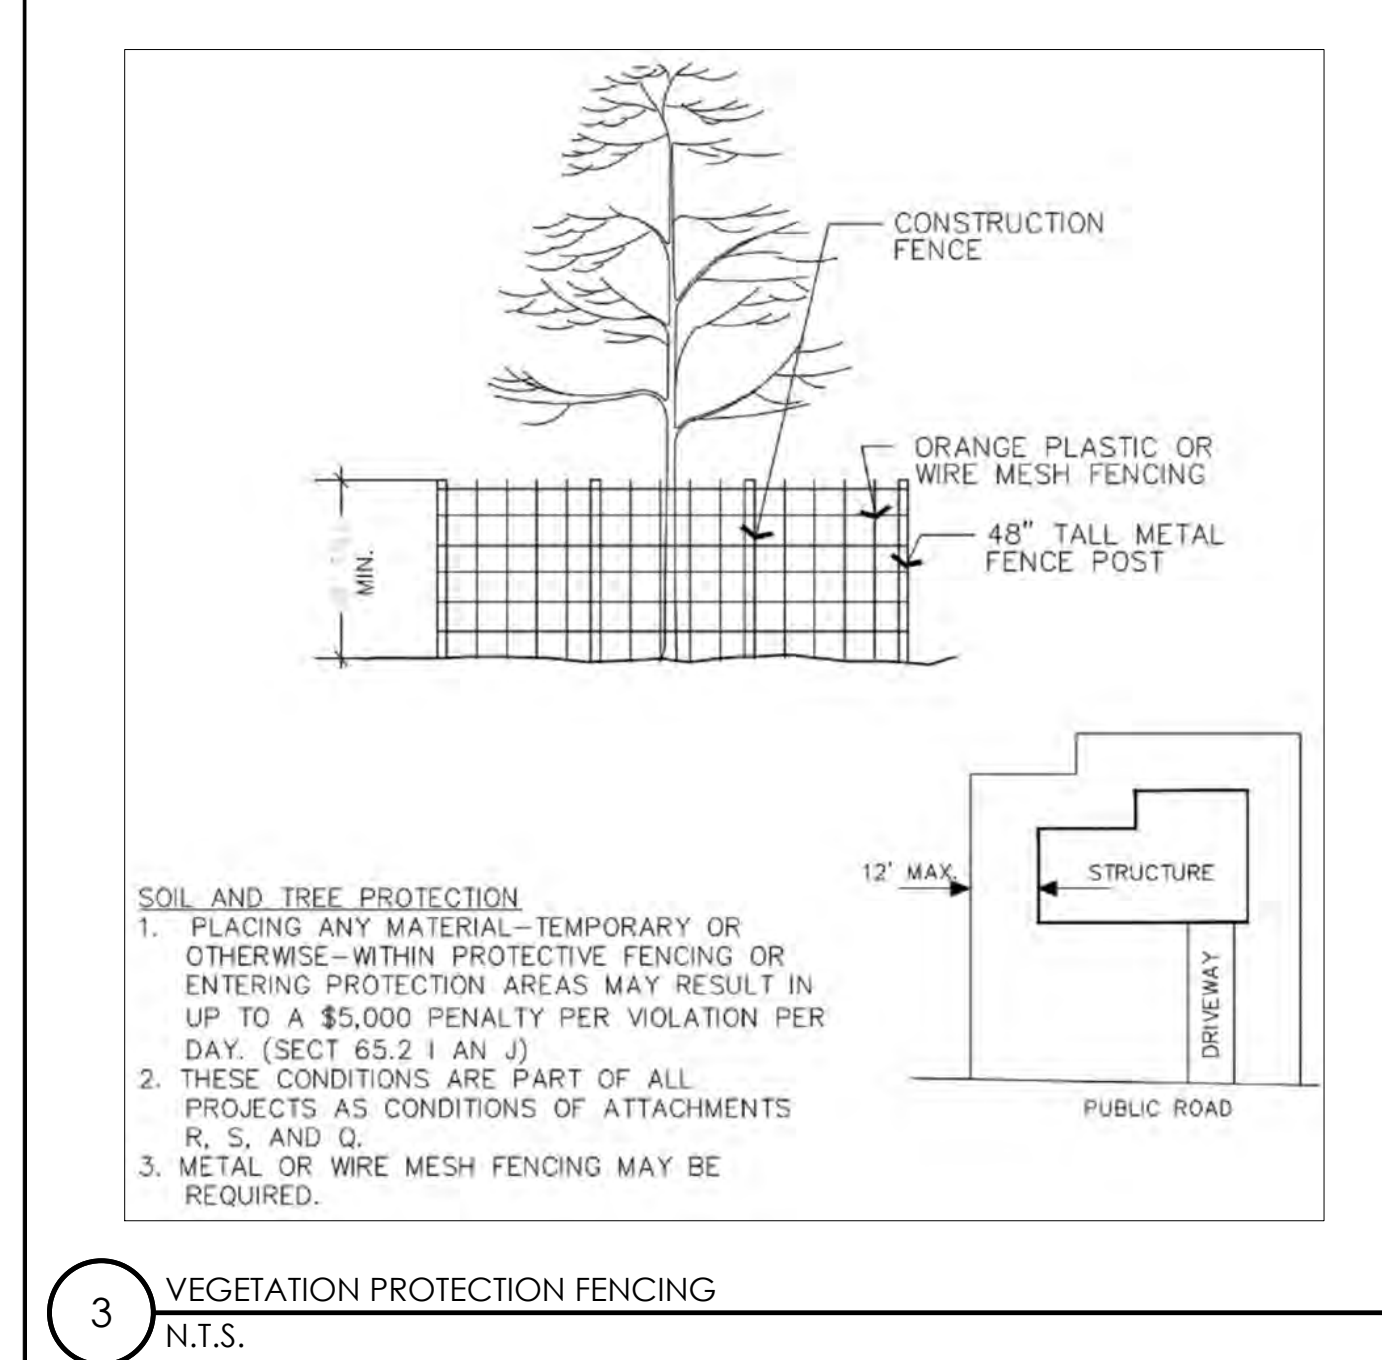 CONSTRUCTION
FENCE
ORANGE PLASTIC OR
WIRE MESH FENCING
48" TALL METAL
FENCE POST
MIN.
12' MAX.
STRUCTURE
DRIVEWAY
PUBLIC ROAD
SOIL AND TREE PROTECTION
1. PLACING ANY MATERIAL-TEMPORARY OR
OTHERWISE-WITHIN PROTECTIVE FENCING OR
ENTERING PROTECTION AREAS MAY RESULT IN
UP TO A $5,000 PENALTY PER VIOLATION PER
DAY. (SECT 65.2 I AN J)
2. THESE CONDITIONS ARE PART OF ALL
PROJECTS AS CONDITIONS OF ATTACHMENTS
R, S, AND Q.
3. METAL OR WIRE MESH FENCING MAY BE
REQUIRED.
3
VEGETATION PROTECTION FENCING
N.T.S.